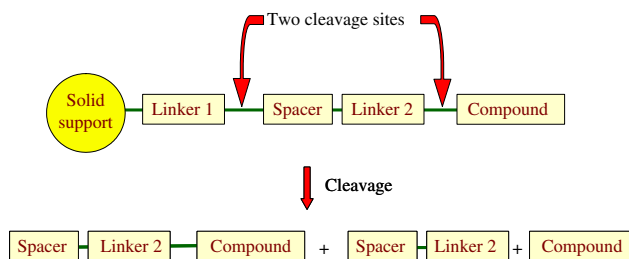 Two cleavage sites
Solid
support
Linker 1
Spacer
Linker 2
Compound
Cleavage
Spacer
Linker 2
Compound
+
Spacer
Linker 2
+
Compound